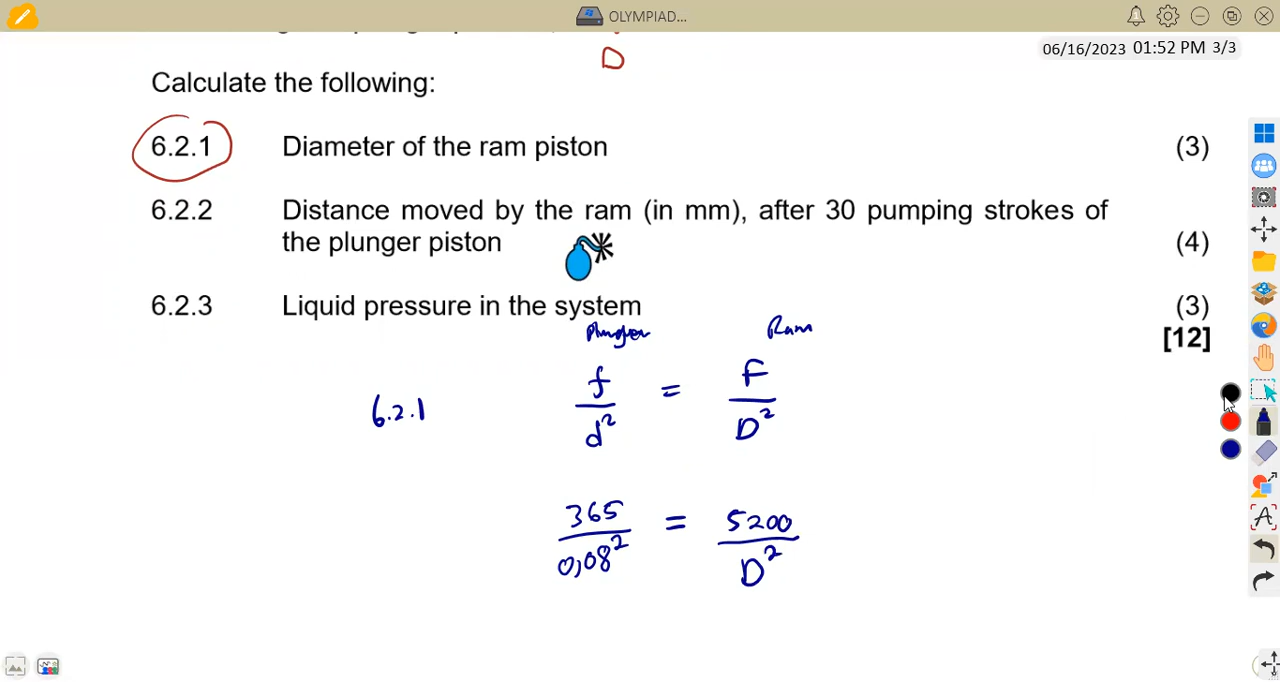 OLYMPIAD...
06/16/2023 01:52 PM 3/3
D
Calculate the following:
6.2.1 Diameter of the ram piston (3)
6.2.2 Distance moved by the ram (in mm), after 30 pumping strokes of
the plunger piston (4)
6.2.3 Liquid pressure in the system (3)
[12]
Plunger Ram
6.2.1 f/d² = F/D²
365/0,08² = 5200/D²